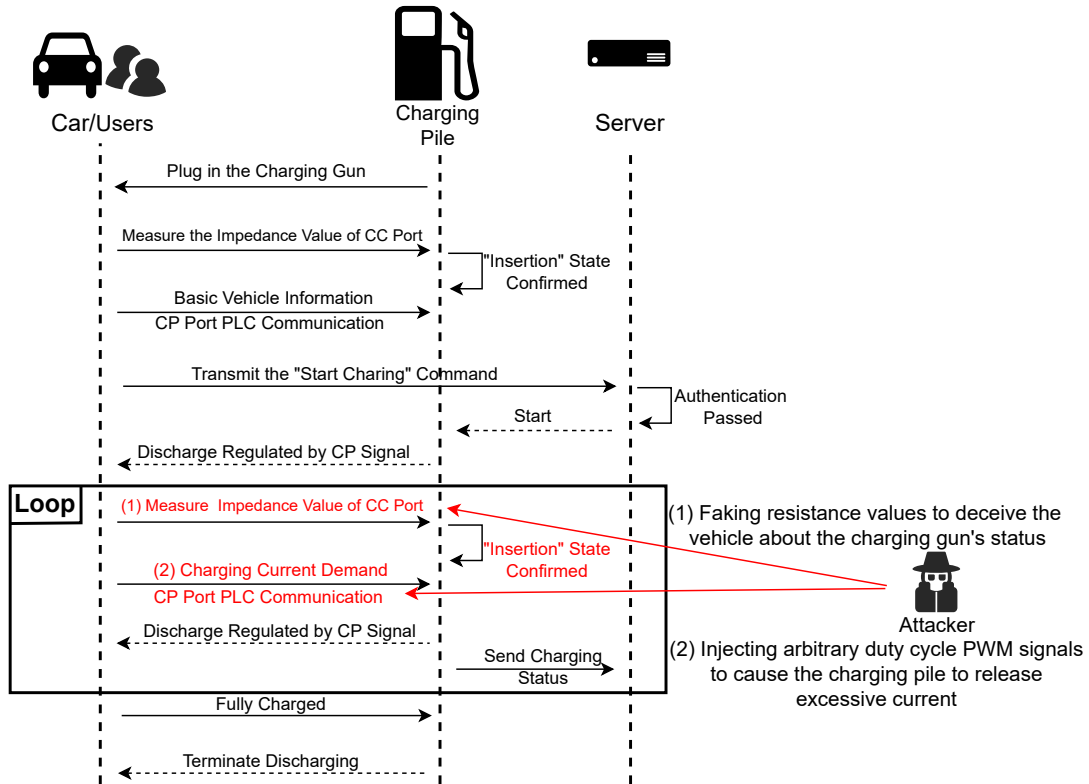 Car/Users
Charging
Pile
Server
Plug in the Charging Gun
Measure the Impedance Value of CC Port
"Insertion" State
Confirmed
Basic Vehicle Information
CP Port PLC Communication
Transmit the "Start Charing" Command
Authentication
Passed
Start
Discharge Regulated by CP Signal
Loop
(1) Measure  Impedance Value of CC Port
(1) Faking resistance values to deceive the
vehicle about the charging gun's status
"Insertion" State
Confirmed
(2) Charging Current Demand
CP Port PLC Communication
Attacker
Discharge Regulated by CP Signal
(2) Injecting arbitrary duty cycle PWM signals
to cause the charging pile to release
excessive current
Send Charging
Status
Fully Charged
Terminate Discharging